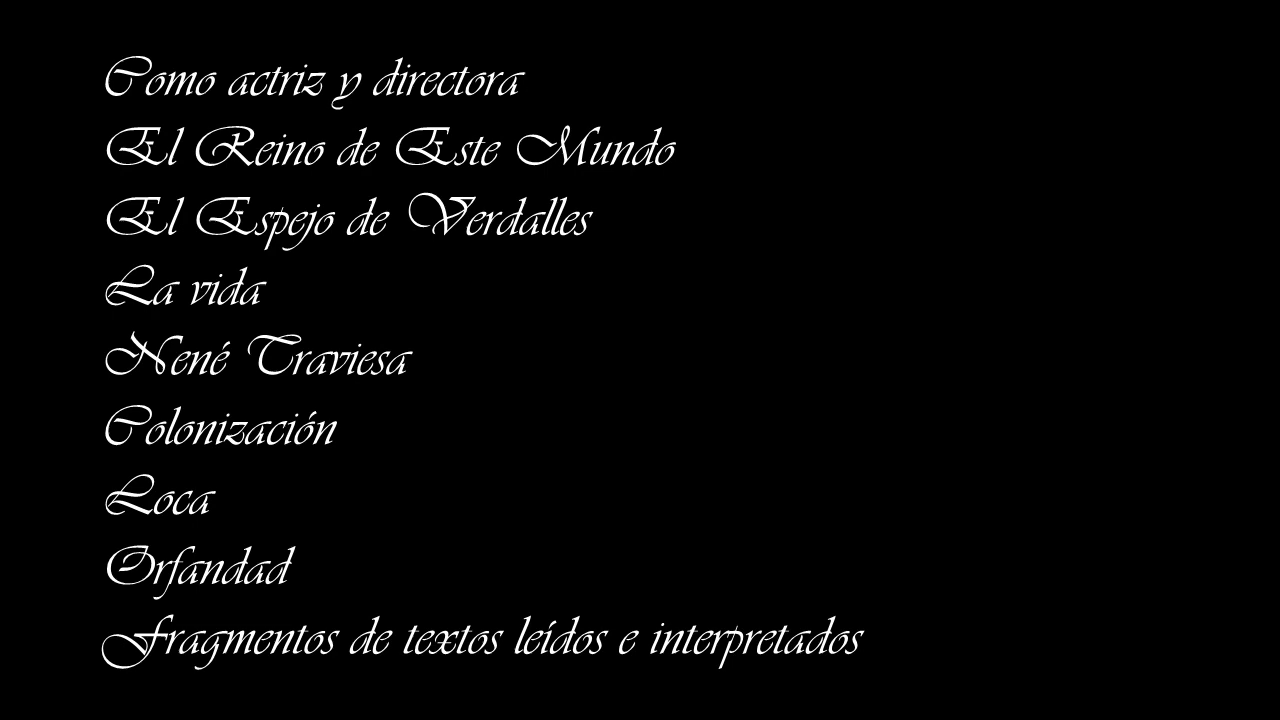 Como actriz y directora
El Reino de Este Mundo
El Espejo de Verdalles
La vida
Nené Traviesa
Colonización
Loca
Orfandad
Fragmentos de textos leídos e interpretados